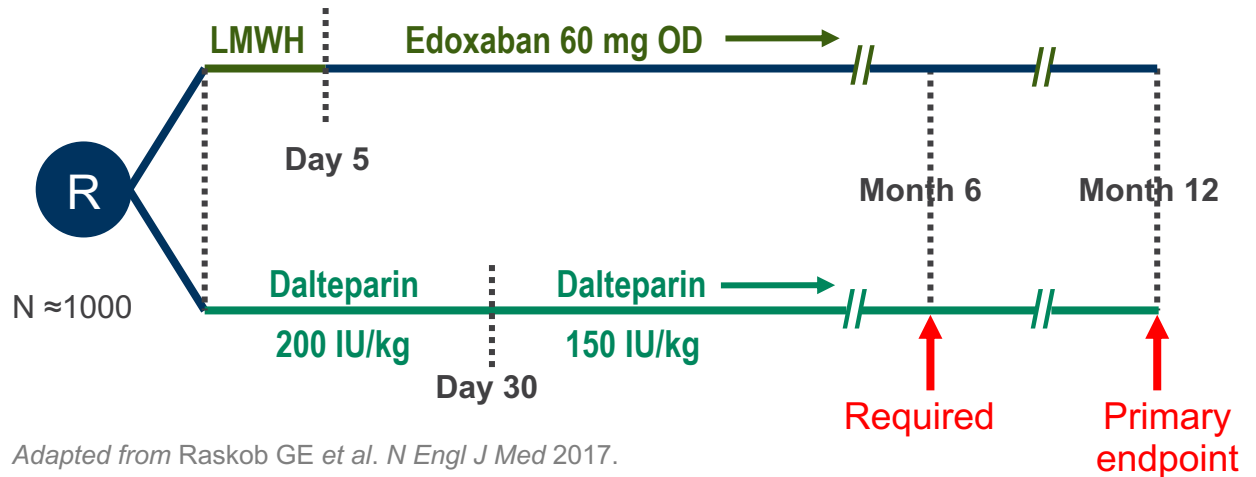 LMWH
Edoxaban 60 mg OD
Day 5
R
Month 6
Month 12
N ≈1000
Dalteparin
200 IU/kg
Dalteparin
150 IU/kg
Day 30
Required
Primary
endpoint
Adapted from Raskob GE et al. N Engl J Med 2017.